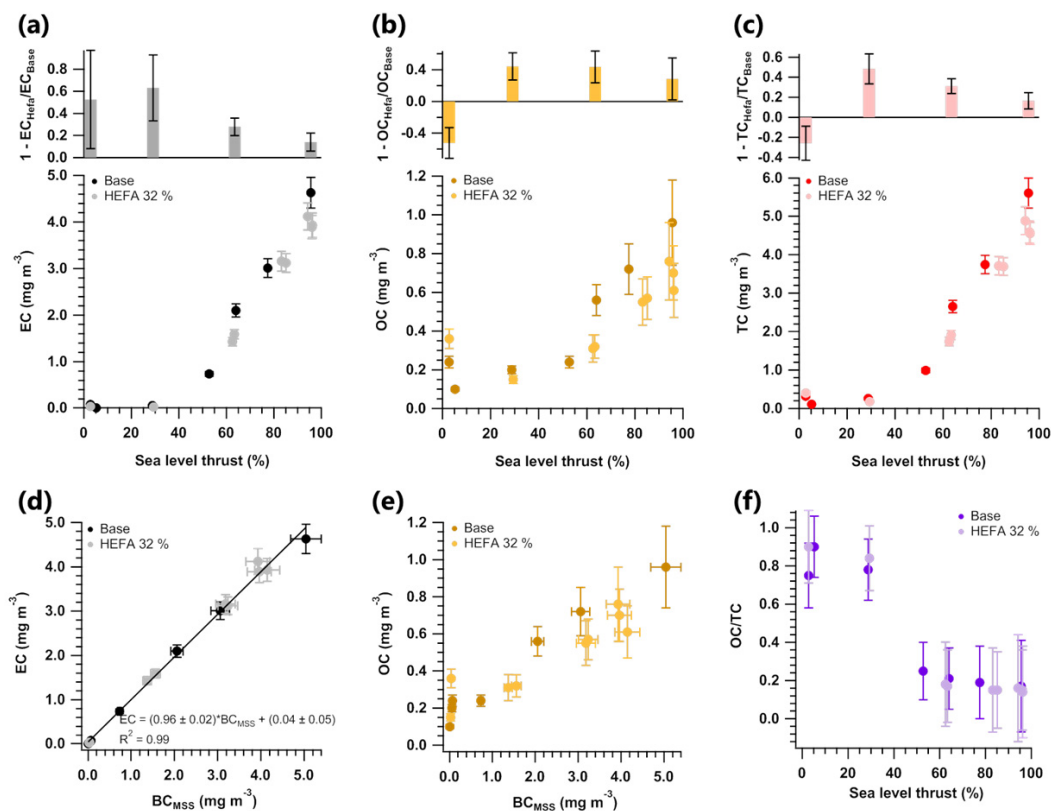 (a)
1 - EC_Hefa/EC_Base
0.8
0.6
0.4
0.2
0.0
Base
HEFA 32 %
EC (mg m⁻³)
5.0
4.0
3.0
2.0
1.0
0.0
0 20 40 60 80 100
Sea level thrust (%)
(b)
1 - OC_Hefa/OC_Base
0.4
0.0
-0.4
Base
HEFA 32 %
OC (mg m⁻³)
1.2
1.0
0.8
0.6
0.4
0.2
0.0
0 20 40 60 80 100
Sea level thrust (%)
(c)
1 - TC_Hefa/TC_Base
0.6
0.4
0.2
0.0
-0.2
-0.4
Base
HEFA 32 %
TC (mg m⁻³)
6.0
5.0
4.0
3.0
2.0
1.0
0.0
0 20 40 60 80 100
Sea level thrust (%)
(d)
Base
HEFA 32 %
EC (mg m⁻³)
5.0
4.0
3.0
2.0
1.0
0.0
EC = (0.96 ± 0.02)*BC_MSS + (0.04 ± 0.05)
R² = 0.99
0.0 1.0 2.0 3.0 4.0 5.0
BC_MSS (mg m⁻³)
(e)
Base
HEFA 32 %
OC (mg m⁻³)
1.2
1.0
0.8
0.6
0.4
0.2
0.0
0.0 1.0 2.0 3.0 4.0 5.0
BC_MSS (mg m⁻³)
(f)
Base
HEFA 32 %
OC/TC
1.0
0.8
0.6
0.4
0.2
0.0
0 20 40 60 80 100
Sea level thrust (%)